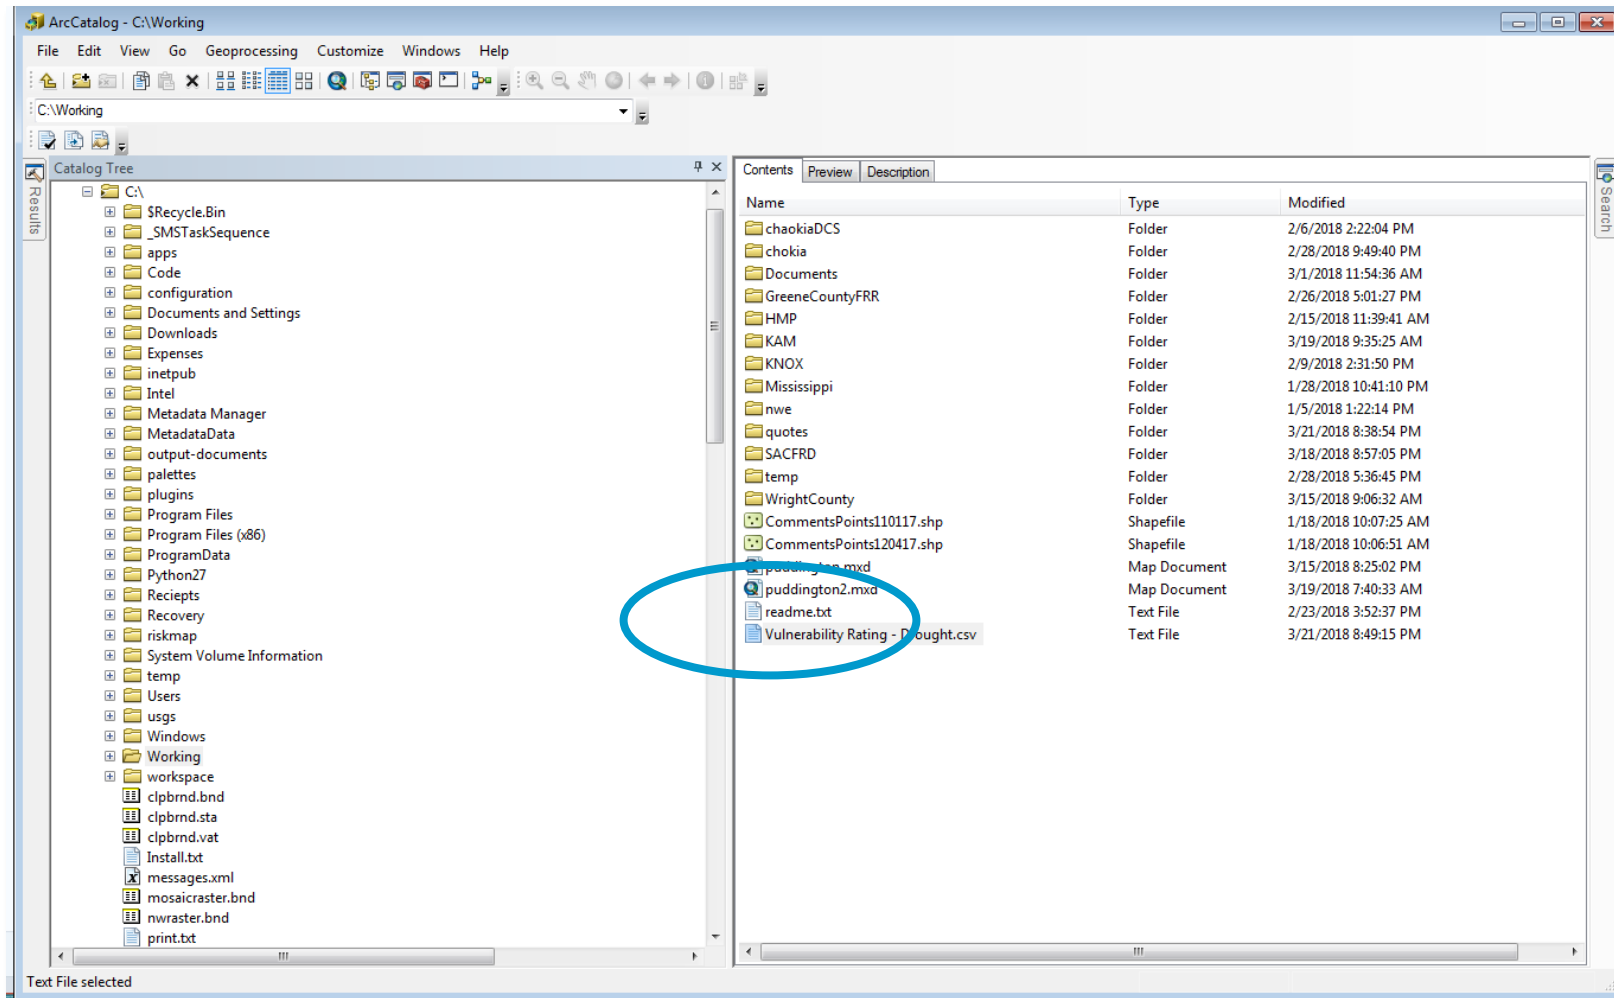 ArcCatalog - C:\Working
File Edit View Go Geoprocessing Customize Windows Help
C:\Working
Results
Catalog Tree
C:\
$Recycle.Bin
_SMSTaskSequence
apps
Code
configuration
Documents and Settings
Downloads
Expenses
inetpub
Intel
Metadata Manager
MetadataData
output-documents
palettes
plugins
Program Files
Program Files (x86)
ProgramData
Python27
Reciepts
Recovery
riskmap
System Volume Information
temp
Users
usgs
Windows
Working
workspace
clpbrnd.bnd
clpbrnd.sta
clpbrnd.vat
Install.txt
messages.xml
mosaicraster.bnd
nwraster.bnd
print.txt
Contents Preview Description
Name Type Modified
chaokiaDCS Folder 2/6/2018 2:22:04 PM
chokia Folder 2/28/2018 9:49:40 PM
Documents Folder 3/1/2018 11:54:36 AM
GreeneCountyFRR Folder 2/26/2018 5:01:27 PM
HMP Folder 2/15/2018 11:39:41 AM
KAM Folder 3/19/2018 9:35:25 AM
KNOX Folder 2/9/2018 2:31:50 PM
Mississippi Folder 1/28/2018 10:41:10 PM
nwe Folder 1/5/2018 1:22:14 PM
quotes Folder 3/21/2018 8:38:54 PM
SACFRD Folder 3/18/2018 8:57:05 PM
temp Folder 2/28/2018 5:36:45 PM
WrightCounty Folder 3/15/2018 9:06:32 AM
CommentsPoints110117.shp Shapefile 1/18/2018 10:07:25 AM
CommentsPoints120417.shp Shapefile 1/18/2018 10:06:51 AM
puddington.mxd Map Document 3/15/2018 8:25:02 PM
puddington2.mxd Map Document 3/19/2018 7:40:33 AM
readme.txt Text File 2/23/2018 3:52:37 PM
Vulnerability Rating - Drought.csv Text File 3/21/2018 8:49:15 PM
Search
Text File selected